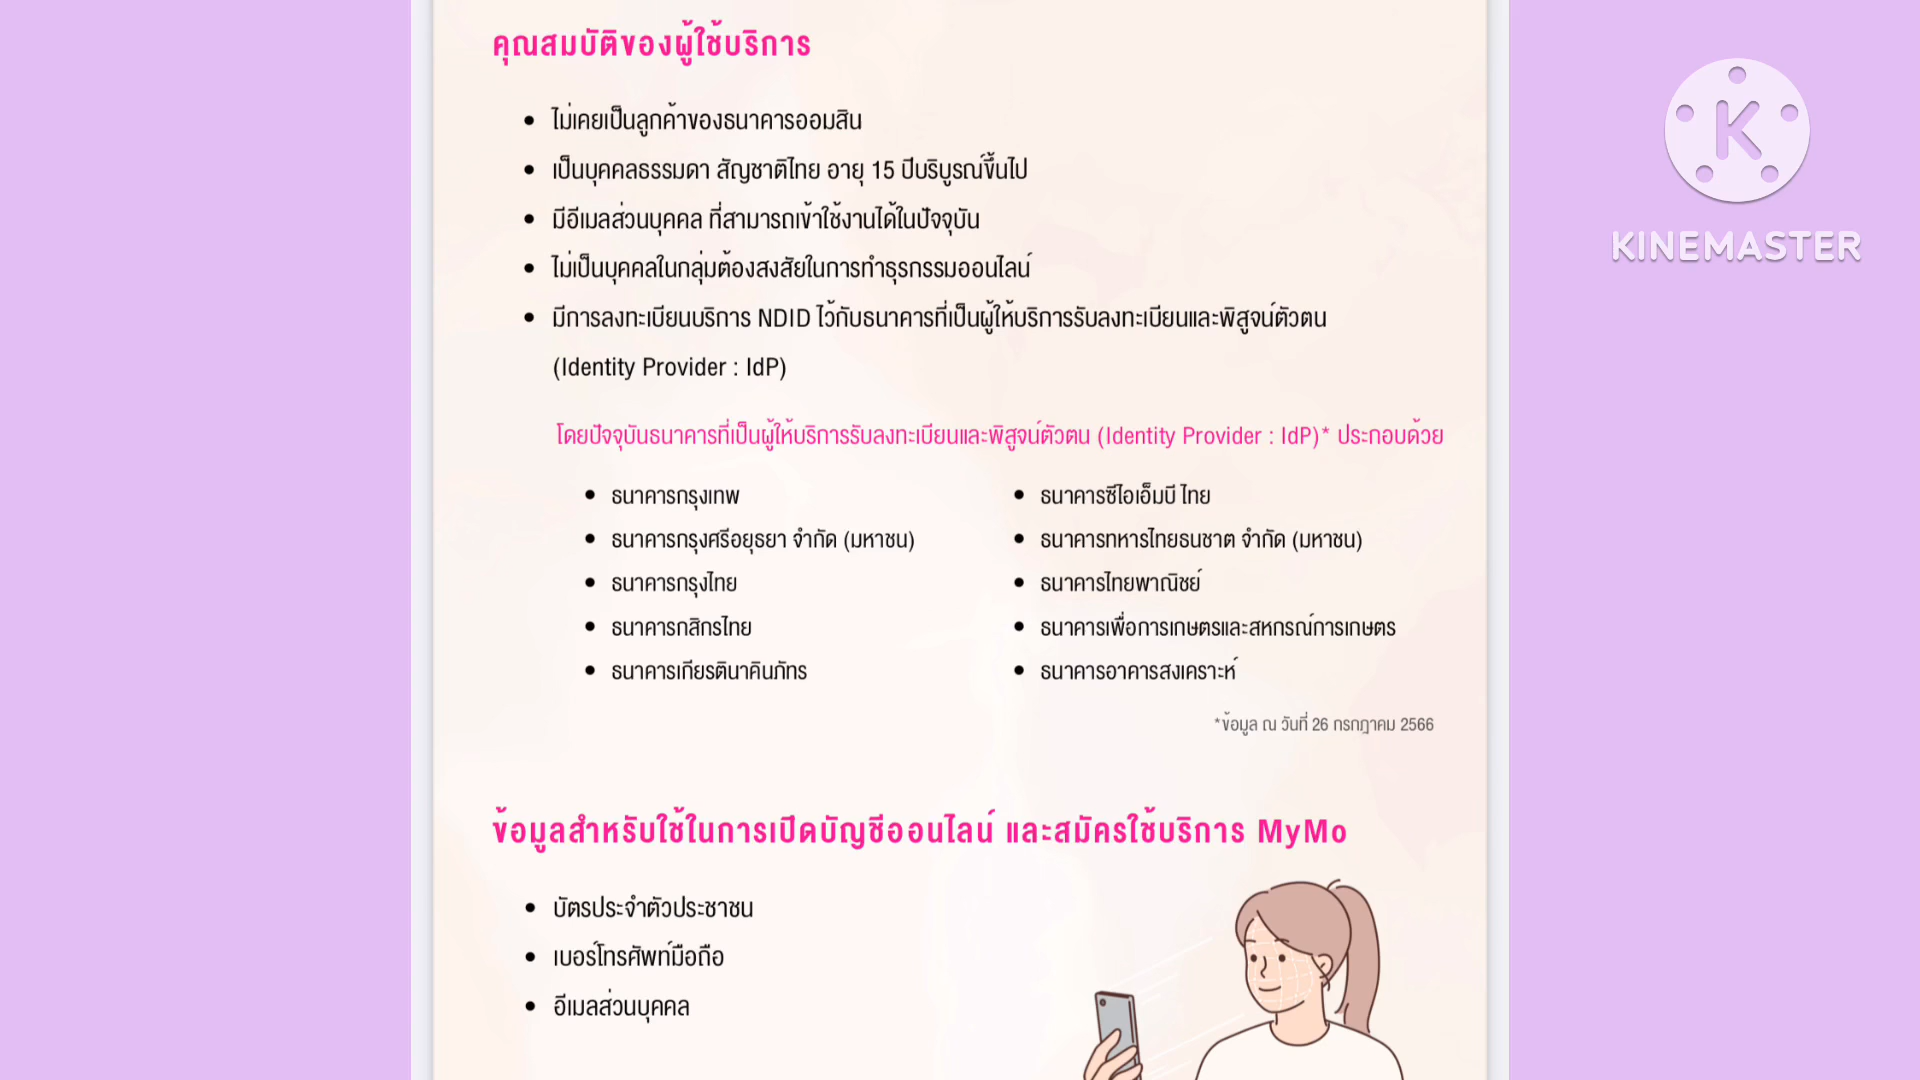 คุณสมบัติของผู้ใช้บริการ
• ไม่เคยเป็นลูกค้าของธนาคารออมสิน
• เป็นบุคคลธรรมดา สัญชาติไทย อายุ 15 ปีบริบูรณ์ขึ้นไป
• มีอีเมลส่วนบุคคล ที่สามารถเข้าใช้งานได้ในปัจจุบัน
• ไม่เป็นบุคคลในกลุ่มต้องสงสัยในการทำธุรกรรมออนไลน์
• มีการลงทะเบียนบริการ NDID ไว้กับธนาคารที่เป็นผู้ให้บริการรับลงทะเบียนและพิสูจน์ตัวตน
(Identity Provider : IdP)
โดยปัจจุบันธนาคารที่เป็นผู้ให้บริการรับลงทะเบียนและพิสูจน์ตัวตน (Identity Provider : IdP)* ประกอบด้วย
• ธนาคารกรุงเทพ
• ธนาคารกรุงศรีอยุธยา จำกัด (มหาชน)
• ธนาคารกรุงไทย
• ธนาคารกสิกรไทย
• ธนาคารเกียรตินาคินภัทร
• ธนาคารซีไอเอ็มบี ไทย
• ธนาคารทหารไทยธนชาต จำกัด (มหาชน)
• ธนาคารไทยพาณิชย์
• ธนาคารเพื่อการเกษตรและสหกรณ์การเกษตร
• ธนาคารอาคารสงเคราะห์
*ข้อมูล ณ วันที่ 26 กรกฎาคม 2566
ข้อมูลสำหรับใช้ในการเปิดบัญชีออนไลน์ และสมัครใช้บริการ MyMo
• บัตรประจำตัวประชาชน
• เบอร์โทรศัพท์มือถือ
• อีเมลส่วนบุคคล
K
KINEMASTER